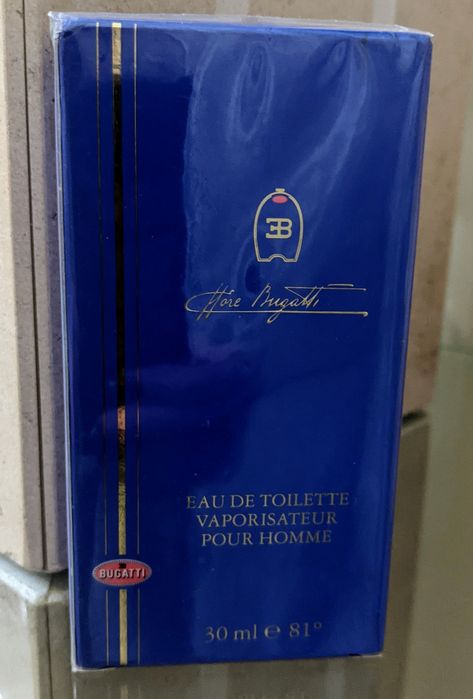 EB
Ettore Bugatti
EAU DE TOILETTE
VAPORISATEUR
POUR HOMME
BUGATTI
30 ml ℮ 81°